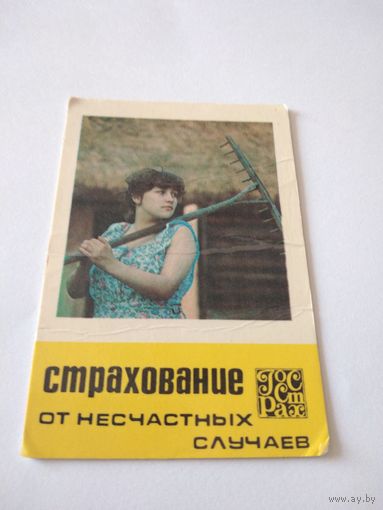 страхование
Госстрах
от несчастных
случаев
www.ay.by